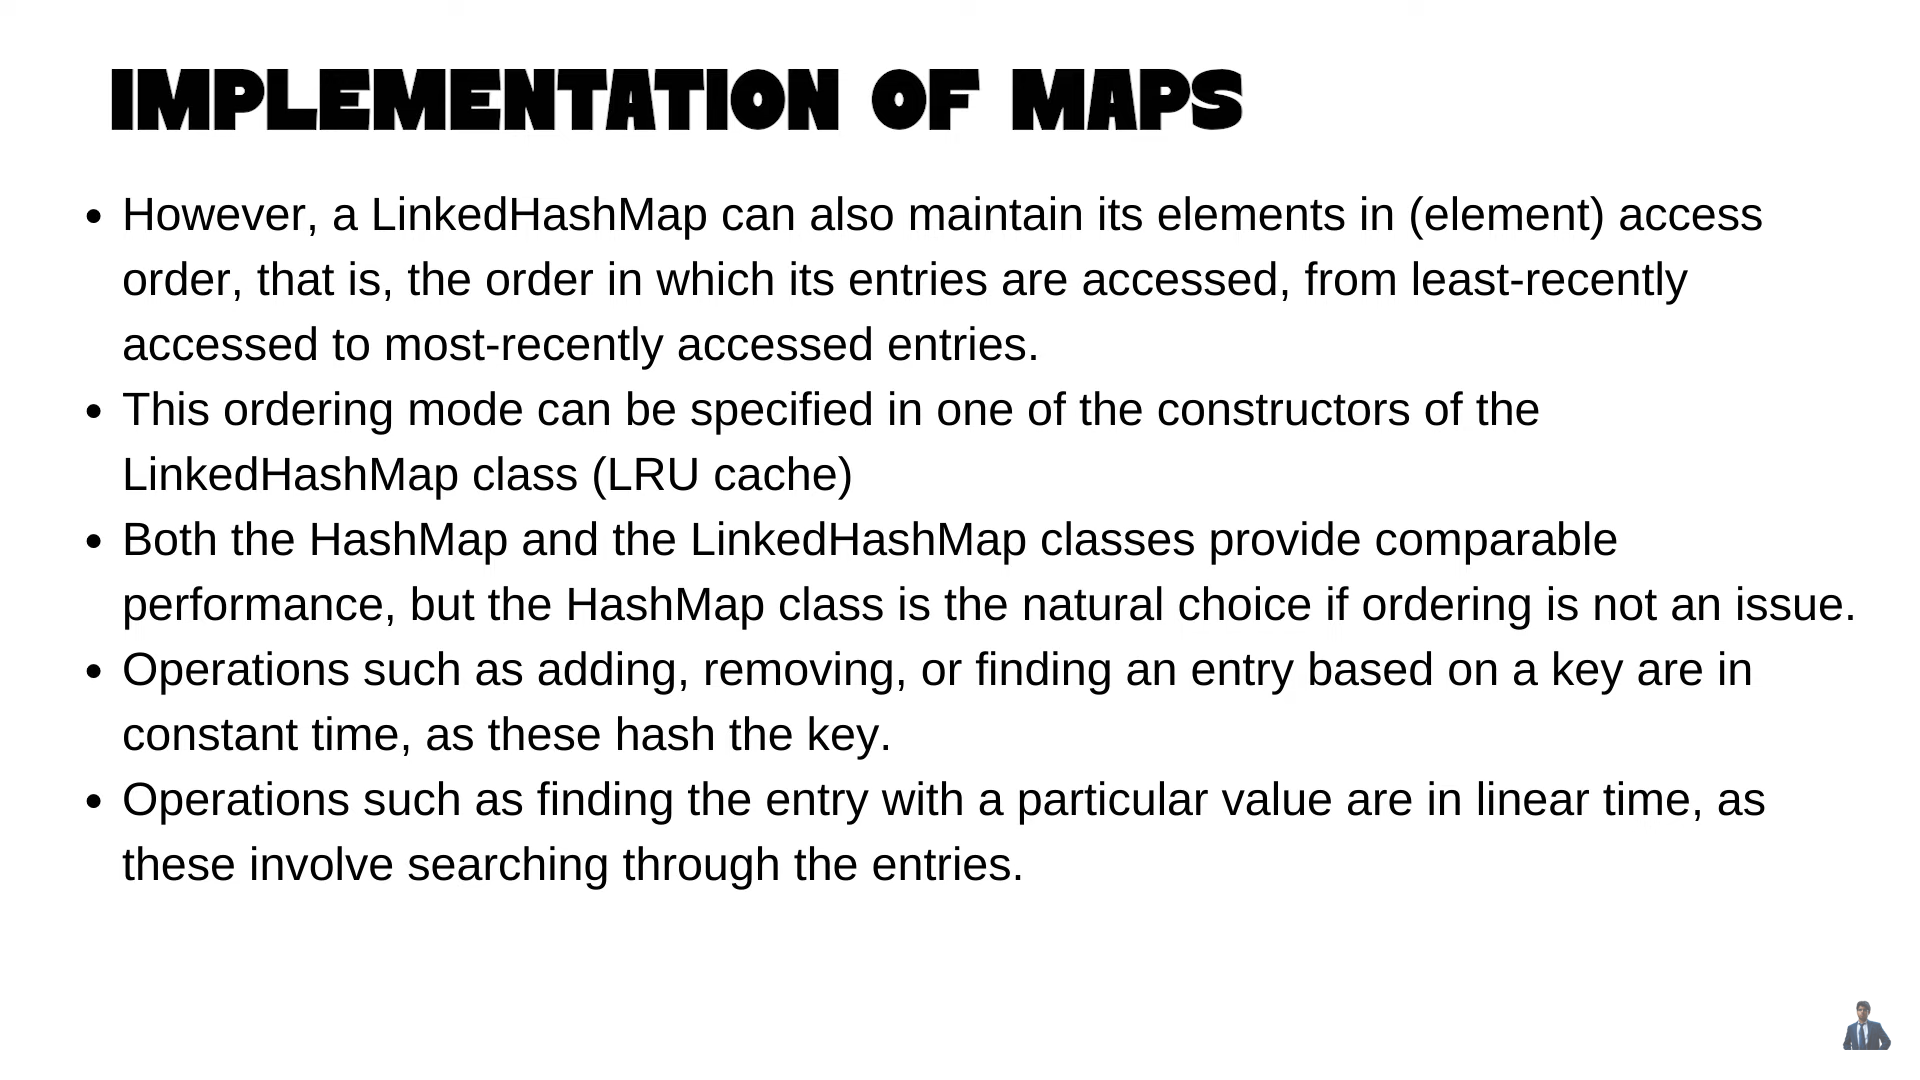 IMPLEMENTATION OF MAPS
• However, a LinkedHashMap can also maintain its elements in (element) access
order, that is, the order in which its entries are accessed, from least-recently
accessed to most-recently accessed entries.
• This ordering mode can be specified in one of the constructors of the
LinkedHashMap class (LRU cache)
• Both the HashMap and the LinkedHashMap classes provide comparable
performance, but the HashMap class is the natural choice if ordering is not an issue.
• Operations such as adding, removing, or finding an entry based on a key are in
constant time, as these hash the key.
• Operations such as finding the entry with a particular value are in linear time, as
these involve searching through the entries.